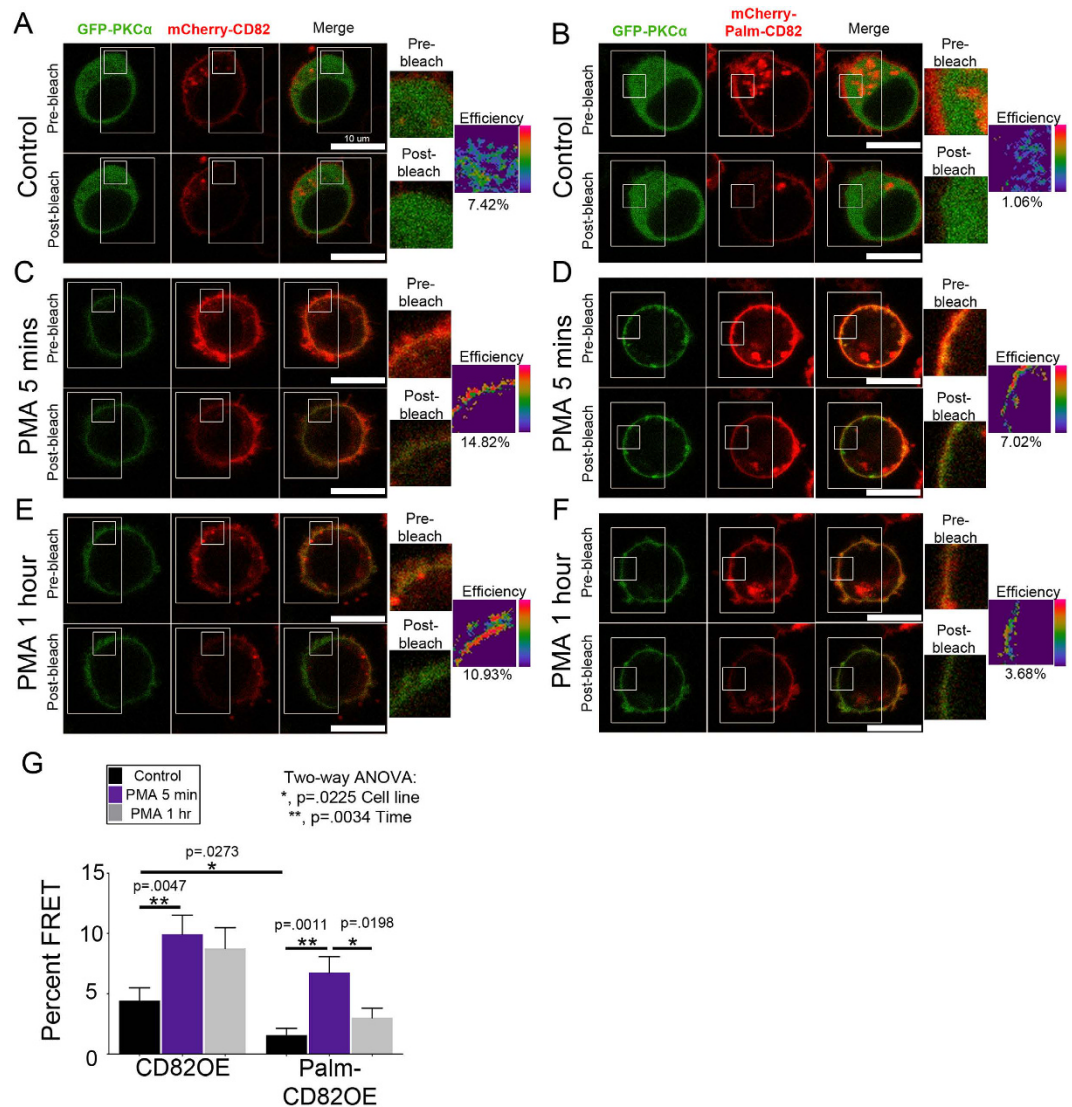 A
GFP-PKCα
mCherry-CD82
Merge
Pre-
bleach
Control
Pre-bleach
10 um
Efficiency
Post-
bleach
Post-bleach
7.42%
B
GFP-PKCα
mCherry-
Palm-CD82
Merge
Pre-
bleach
Control
Pre-bleach
Efficiency
Post-
bleach
Post-bleach
1.06%
C
Pre-
bleach
PMA 5 mins
Pre-bleach
Efficiency
Post-
bleach
Post-bleach
14.82%
D
Pre-
bleach
PMA 5 mins
Pre-bleach
Efficiency
Post-
bleach
Post-bleach
7.02%
E
Pre-
bleach
PMA 1 hour
Pre-bleach
Efficiency
Post-
bleach
Post-bleach
10.93%
F
Pre-
bleach
PMA 1 hour
Pre-bleach
Efficiency
Post-
bleach
Post-bleach
3.68%
G
Control
PMA 5 min
PMA 1 hr
Two-way ANOVA:
*, p=.0225 Cell line
**, p=.0034 Time
Percent FRET
15
10
5
0
p=.0273
*
p=.0047
**
p=.0011
**
p=.0198
*
CD82OE
Palm-
CD82OE